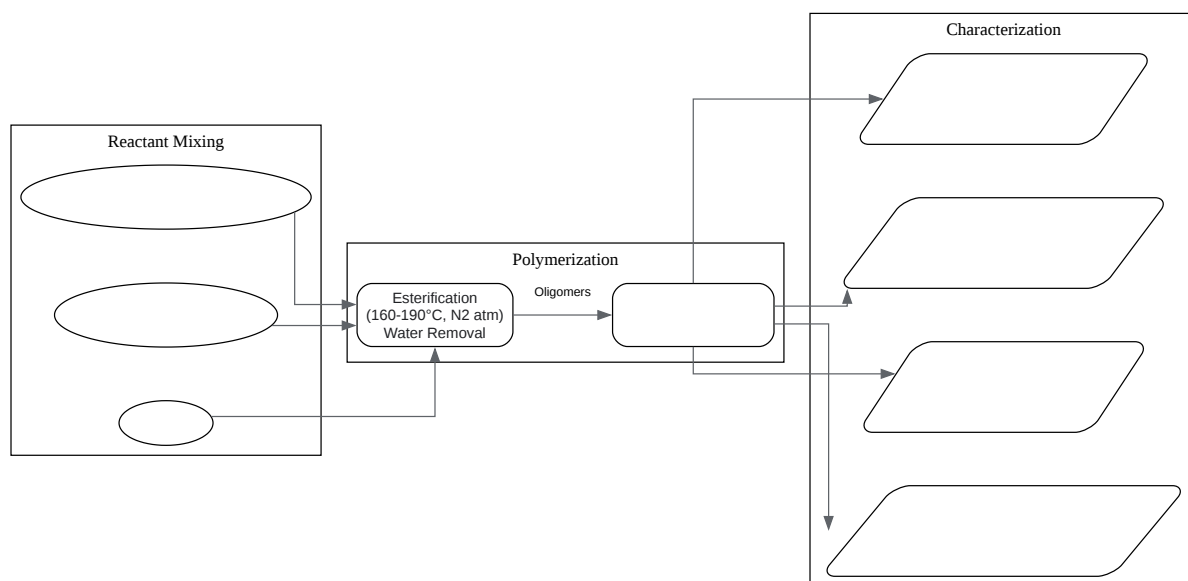 Characterization
Reactant Mixing
Polymerization
Esterification
(160-190°C, N2 atm)
Water Removal
Oligomers